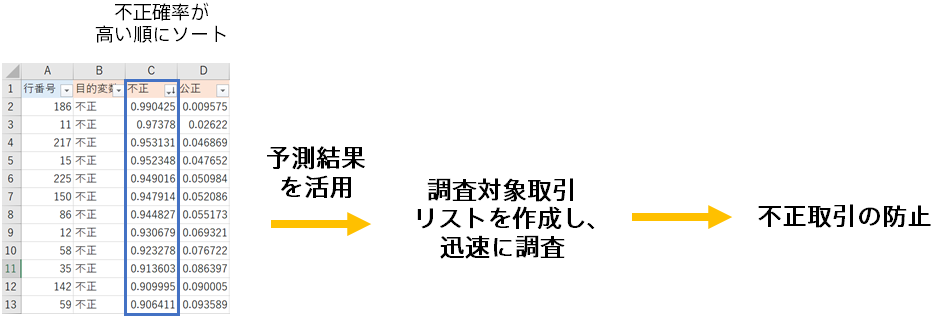 不正確率が
高い順にソート
A B C D
1 行番号 目的変数 不正 公正
2 186 不正 0.990425 0.009575
3 11 不正 0.97378 0.02622
4 217 不正 0.953131 0.046869
5 15 不正 0.952348 0.047652
6 225 不正 0.949016 0.050984
7 150 不正 0.947914 0.052086
8 86 不正 0.944827 0.055173
9 12 不正 0.930679 0.069321
10 58 不正 0.923278 0.076722
11 35 不正 0.913603 0.086397
12 142 不正 0.909995 0.090005
13 59 不正 0.906411 0.093589
予測結果
を活用
調査対象取引
リストを作成し、
迅速に調査
不正取引の防止